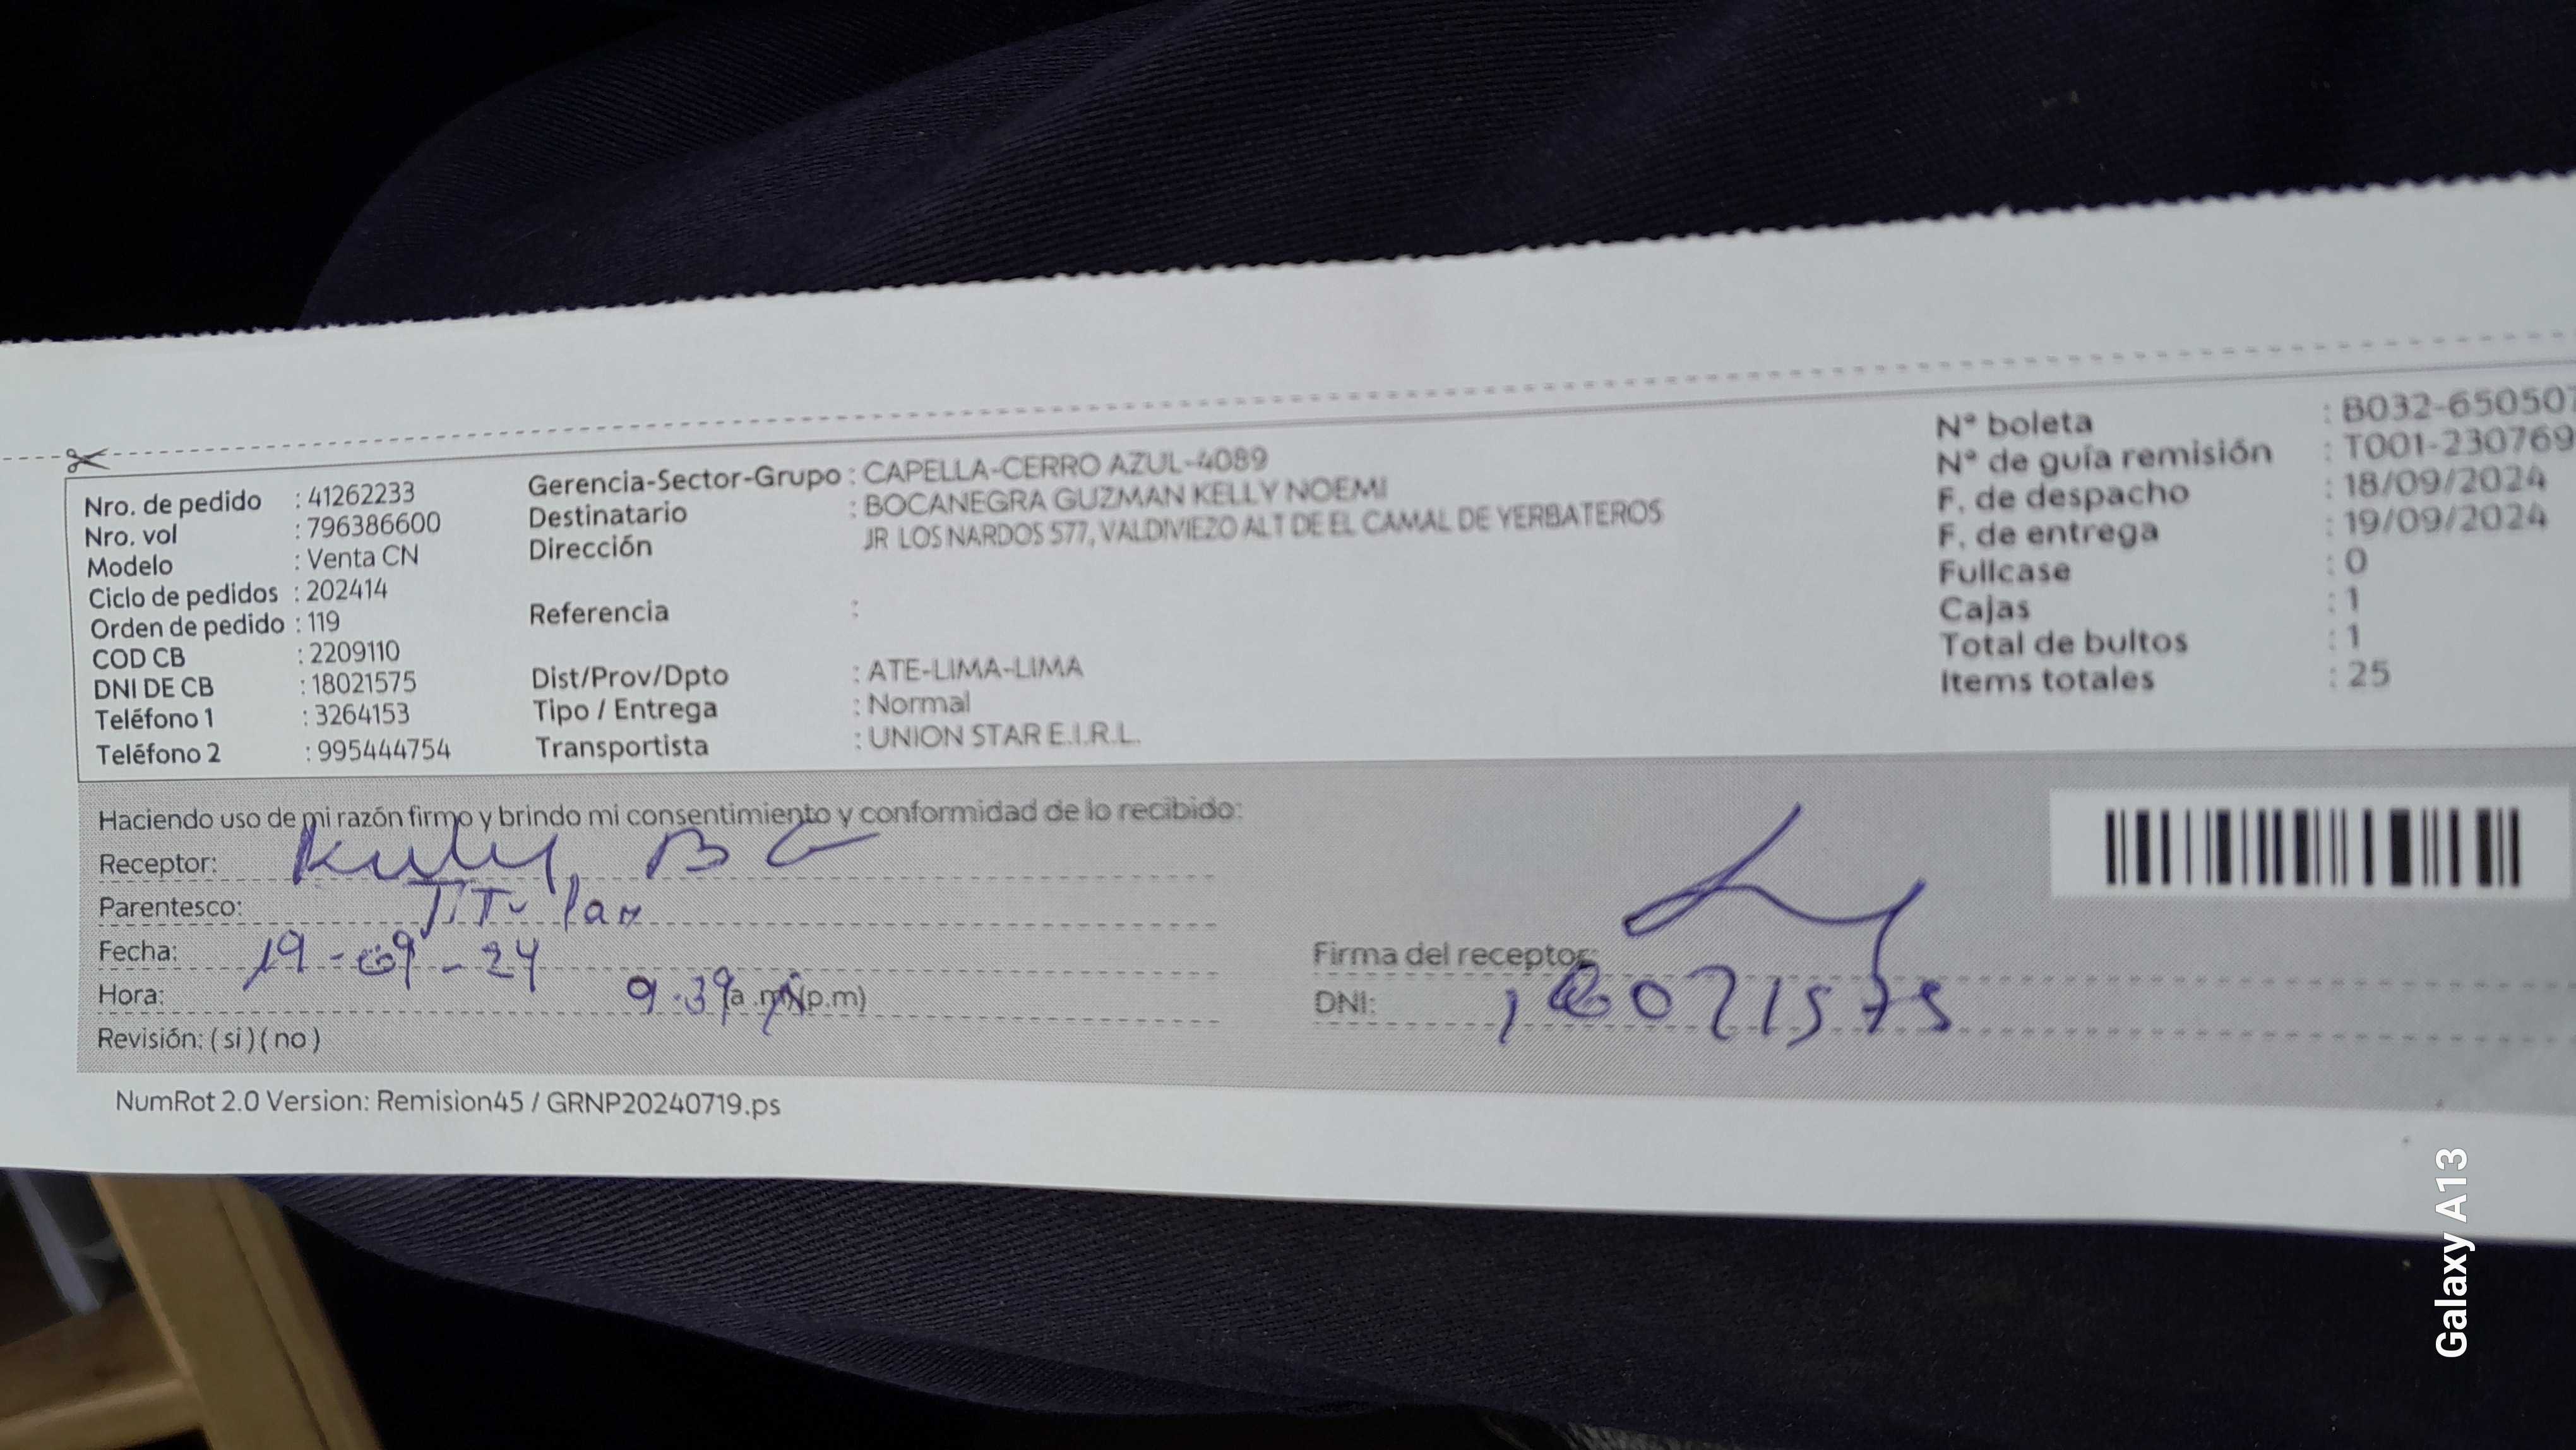 Nro. de pedido : 41262233
Nro. vol : 796386600
Modelo : Venta CN
Ciclo de pedidos : 202414
Orden de pedido : 119
COD CB : 2209110
DNI DE CB : 18021575
Teléfono 1 : 3264153
Teléfono 2 : 995444754
Gerencia-Sector-Grupo : CAPELLA-CERRO AZUL-4089
Destinatario : BOCANEGRA GUZMAN KELLY NOEMI
Dirección JR LOS NARDOS 577, VALDIVIEZO ALT DE EL CAMAL DE YERBATEROS
Referencia :
Dist/Prov/Dpto : ATE-LIMA-LIMA
Tipo / Entrega : Normal
Transportista : UNION STAR E.I.R.L.
N° boleta : B032-650507
N° de guía remisión : T001-230769
F. de despacho : 18/09/2024
F. de entrega : 19/09/2024
Fullcase : 0
Cajas : 1
Total de bultos : 1
Items totales : 25
Haciendo uso de mi razón firmo y brindo mi consentimiento y conformidad de lo recibido:
Receptor: Kelly B G
Parentesco: TITular
Fecha: 19-09-24
Hora: 9.39 (a.m) (p.m)
Revisión: (si) (no)
Firma del receptor:
DNI: 18021575
NumRot 2.0 Version: Remision45 / GRNP20240719.ps
Galaxy A13